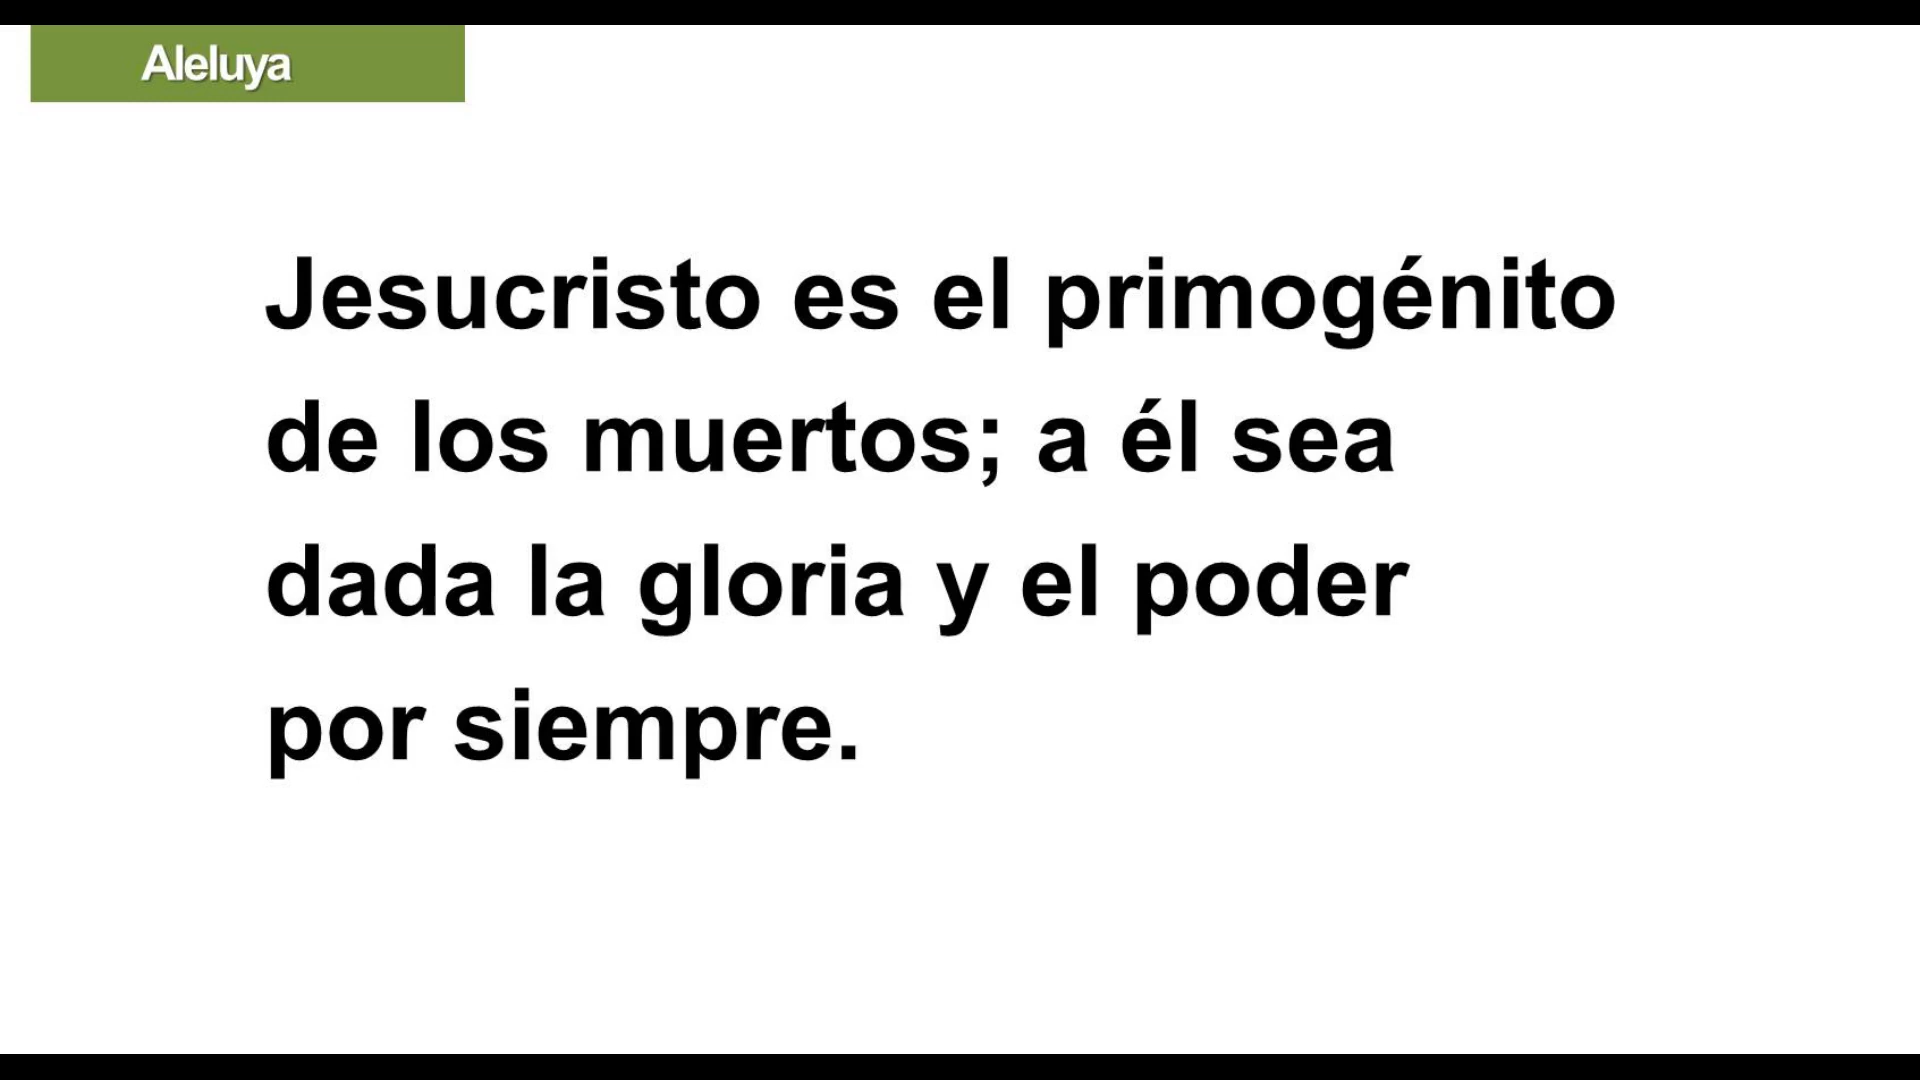 Aleluya
Jesucristo es el primogénito
de los muertos; a él sea
dada la gloria y el poder
por siempre.